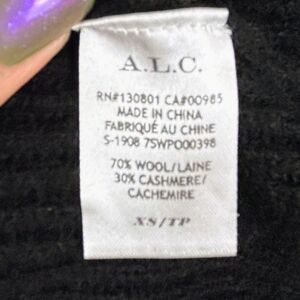 A.L.C.
RN#130801 CA#00985
MADE IN CHINA
FABRIQUÉ AU CHINE
S-1908 7SWPO00398
70% WOOL/LAINE
30% CASHMERE/
CACHEMIRE
XS/TP